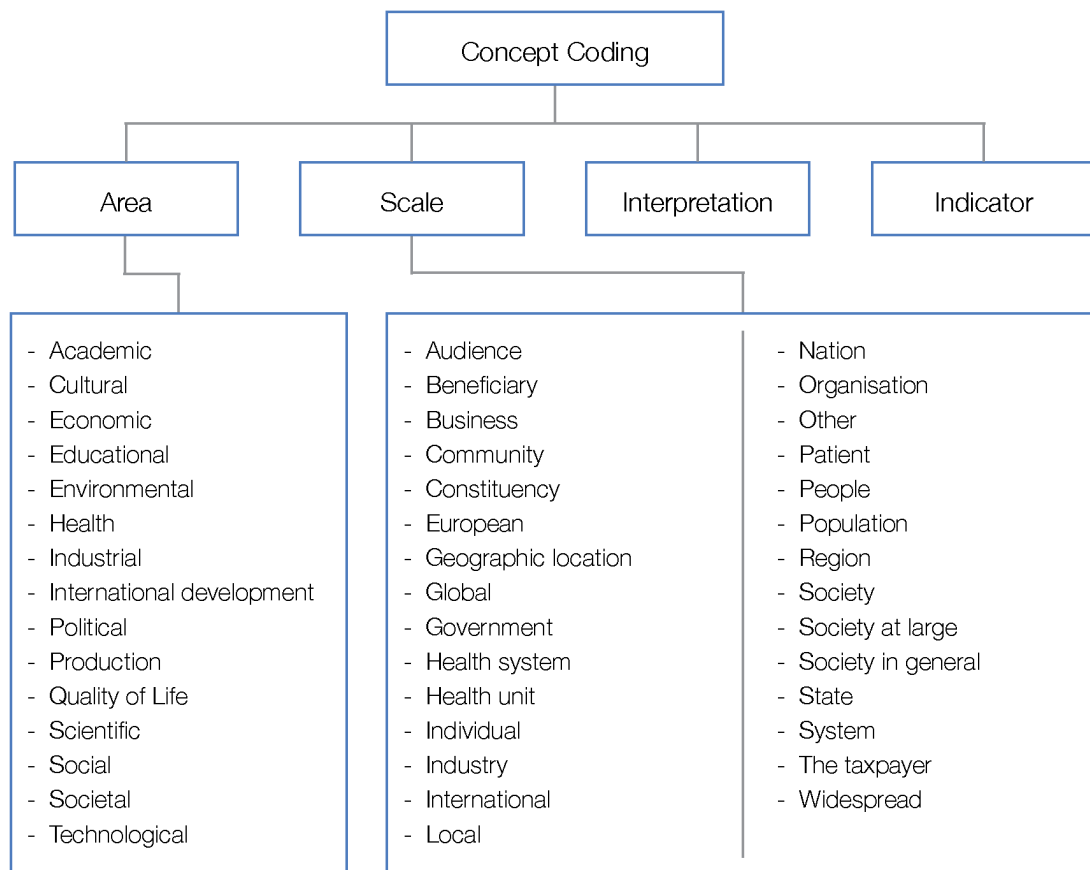 Concept Coding
Area
Scale
Interpretation
Indicator
- Academic
- Cultural
- Economic
- Educational
- Environmental
- Health
- Industrial
- International development
- Political
- Production
- Quality of Life
- Scientific
- Social
- Societal
- Technological
- Audience
- Beneficiary
- Business
- Community
- Constituency
- European
- Geographic location
- Global
- Government
- Health system
- Health unit
- Individual
- Industry
- International
- Local
- Nation
- Organisation
- Other
- Patient
- People
- Population
- Region
- Society
- Society at large
- Society in general
- State
- System
- The taxpayer
- Widespread